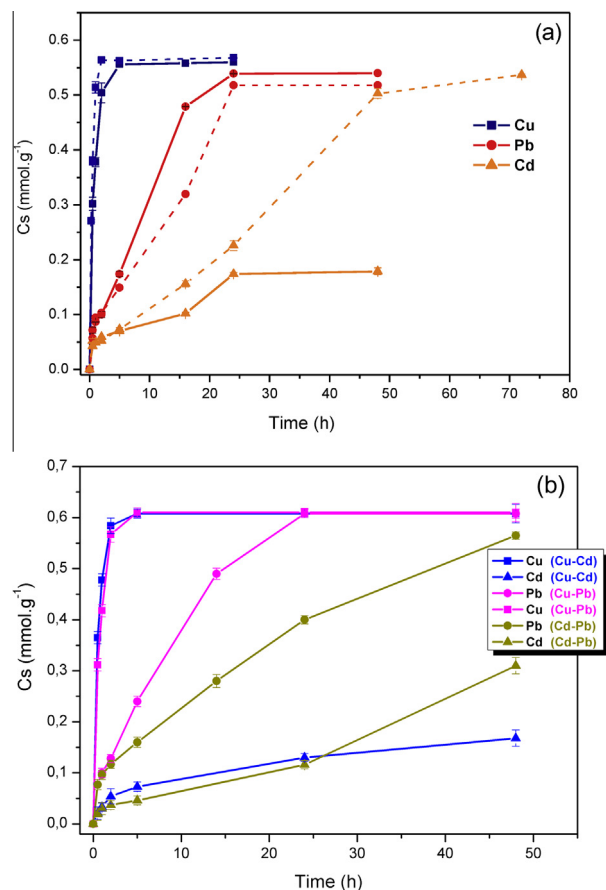 (a)
0.6
0.5
0.4
0.3
0.2
0.1
0.0
Cs (mmol.g⁻¹)
Cu
Pb
Cd
0 10 20 30 40 50 60 70 80
Time (h)
(b)
0,7
0,6
0,5
0,4
0,3
0,2
0,1
0,0
Cs (mmol.g⁻¹)
Cu (Cu-Cd)
Cd (Cu-Cd)
Pb (Cu-Pb)
Cu (Cu-Pb)
Pb (Cd-Pb)
Cd (Cd-Pb)
0 10 20 30 40 50
Time (h)